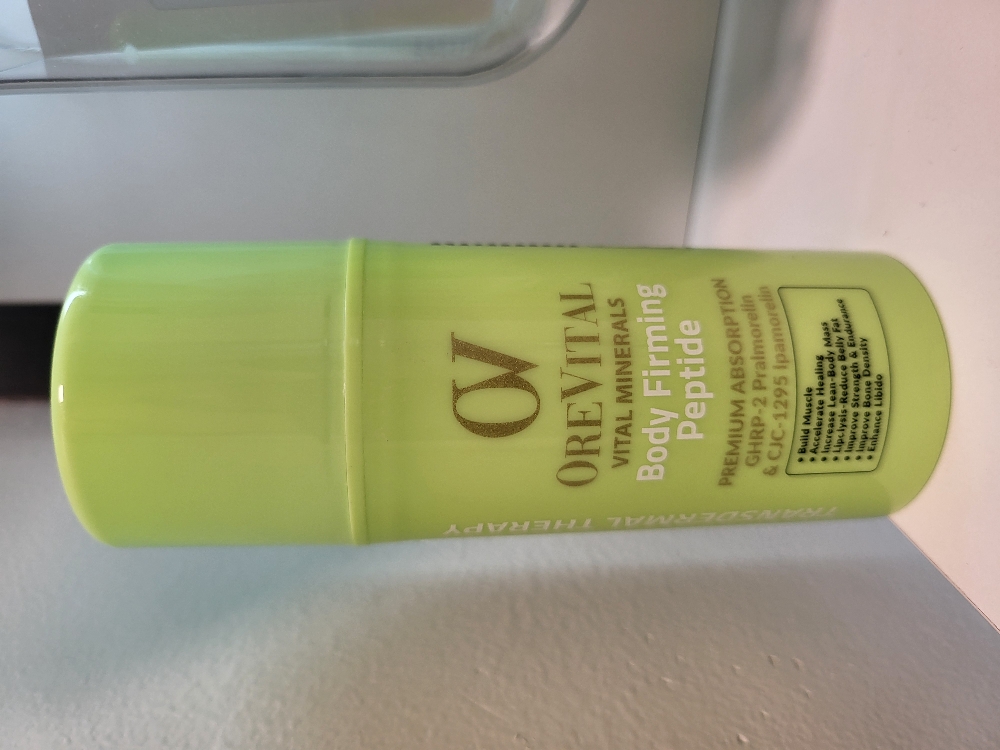 OV
OREVITAL
VITAL MINERALS
Body Firming
Peptide
PREMIUM ABSORPTION
GHRP-2 Pralmorelin
& CJC-1295 Ipamorelin
• Build Muscle
• Accelerate Healing
• Increase Lean-Body Mass
• Lipolysis-Reduce Belly Fat
• Improve Strength & Endurance
• Improve Bone Density
• Enhance Libido
TRANSDERMAL THERAPY